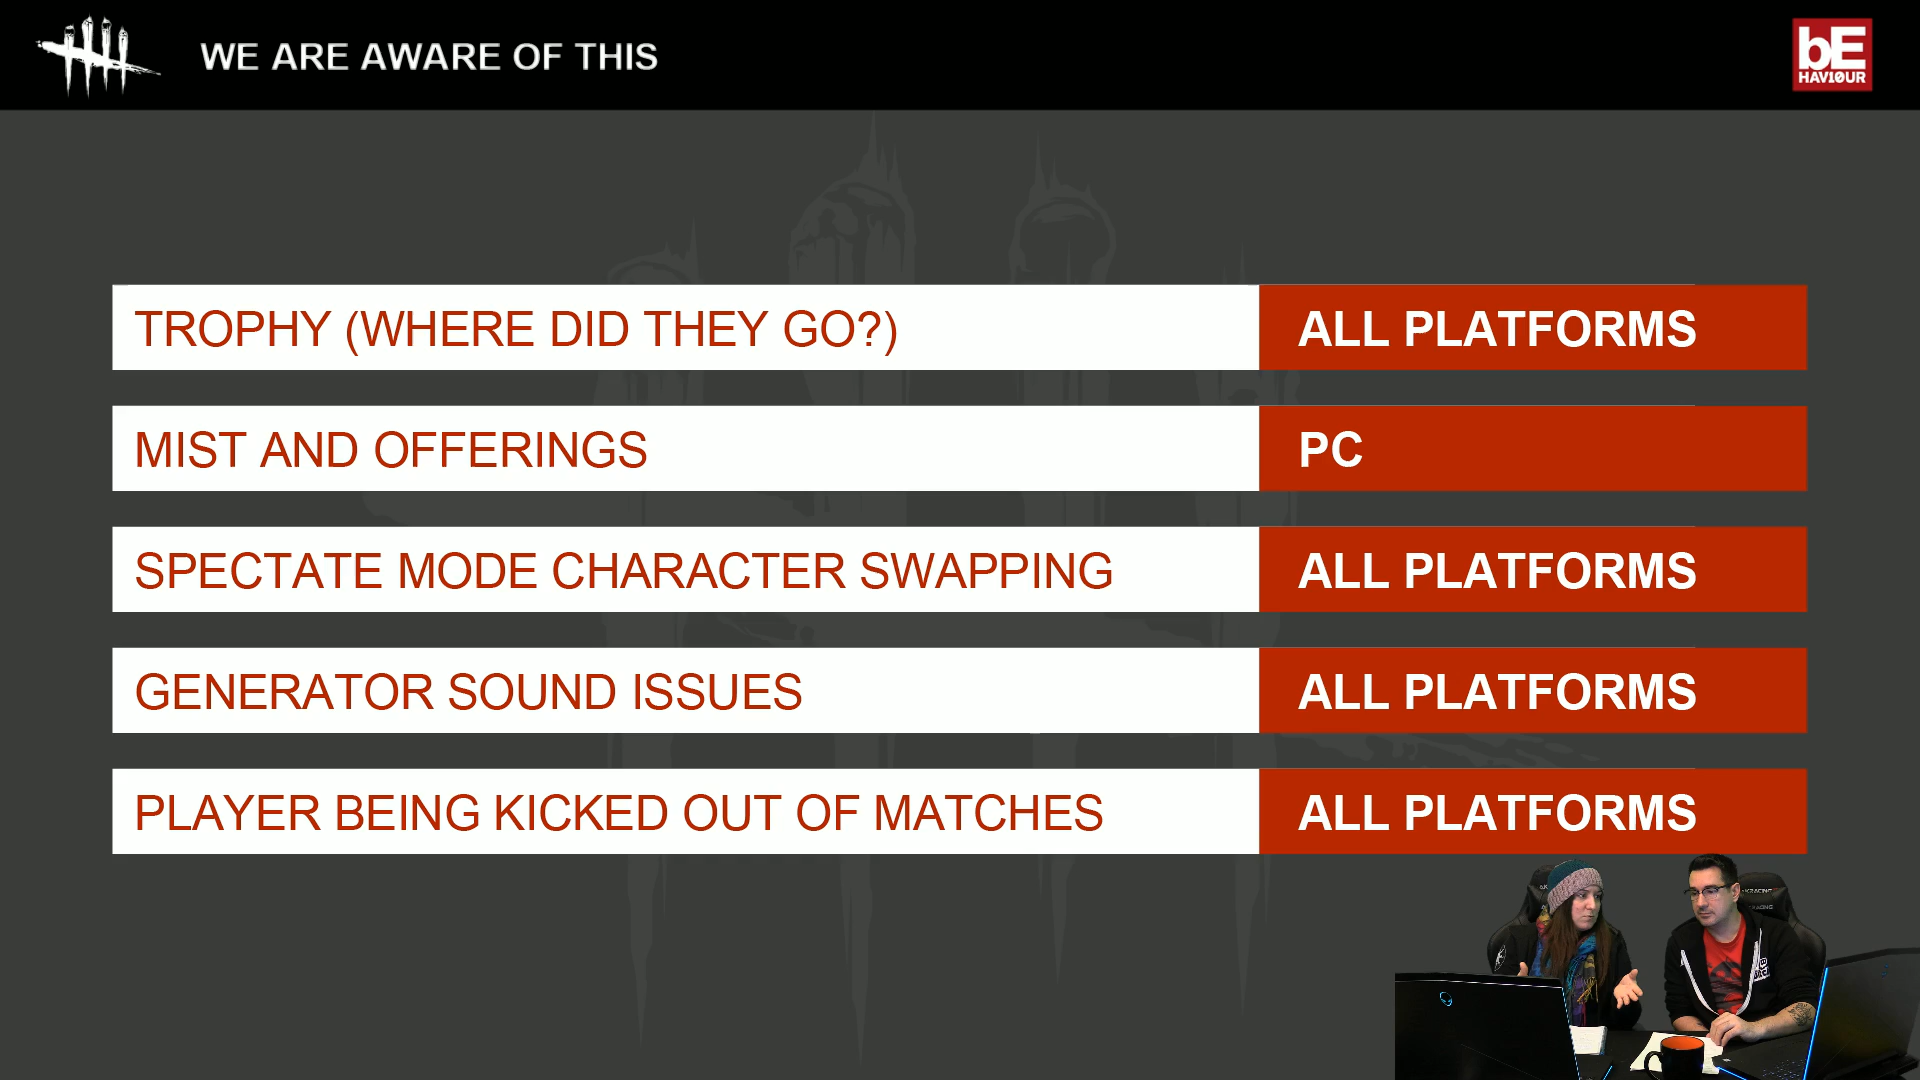 WE ARE AWARE OF THIS
bE
HAV1OUR
TROPHY (WHERE DID THEY GO?)
ALL PLATFORMS
MIST AND OFFERINGS
PC
SPECTATE MODE CHARACTER SWAPPING
ALL PLATFORMS
GENERATOR SOUND ISSUES
ALL PLATFORMS
PLAYER BEING KICKED OUT OF MATCHES
ALL PLATFORMS